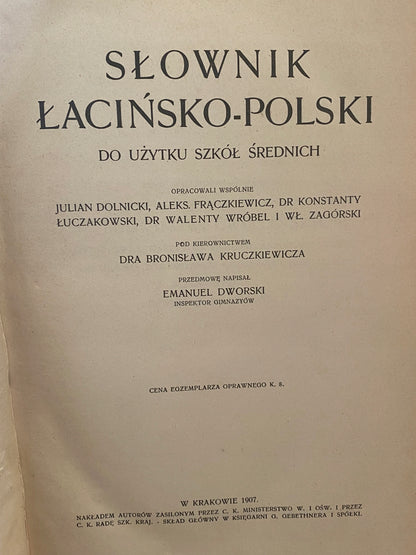 SŁOWNIK
ŁACIŃSKO-POLSKI
DO UŻYTKU SZKÓŁ ŚREDNICH
OPRACOWALI WSPÓLNIE
JULIAN DOLNICKI, ALEKS. FRĄCZKIEWICZ, DR KONSTANTY
ŁUCZAKOWSKI, DR WALENTY WRÓBEL I WŁ. ZAGÓRSKI
POD KIEROWNICTWEM
DRA BRONISŁAWA KRUCZKIEWICZA
PRZEDMOWĘ NAPISAŁ
EMANUEL DWORSKI
INSPEKTOR GIMNAZYÓW
CENA EGZEMPLARZA OPRAWNEGO K. 8.
W KRAKOWIE 1907.
NAKŁADEM AUTORÓW ZASILONYM PRZEZ C. K. MINISTERSTWO W. I OŚW. I PRZEZ
C. K. RADĘ SZK. KRAJ. - SKŁAD GŁÓWNY W KSIĘGARNI G. GEBETHNERA I SPÓŁKI.